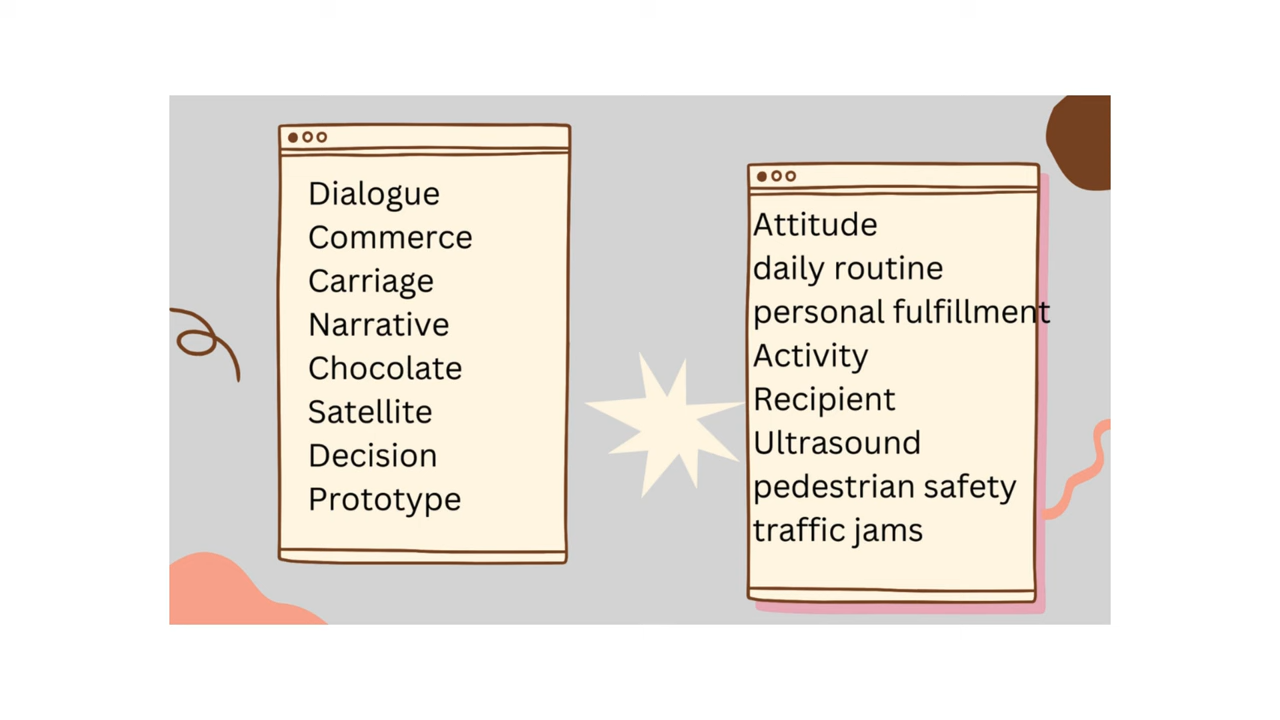 Dialogue
Commerce
Carriage
Narrative
Chocolate
Satellite
Decision
Prototype
Attitude
daily routine
personal fulfillment
Activity
Recipient
Ultrasound
pedestrian safety
traffic jams